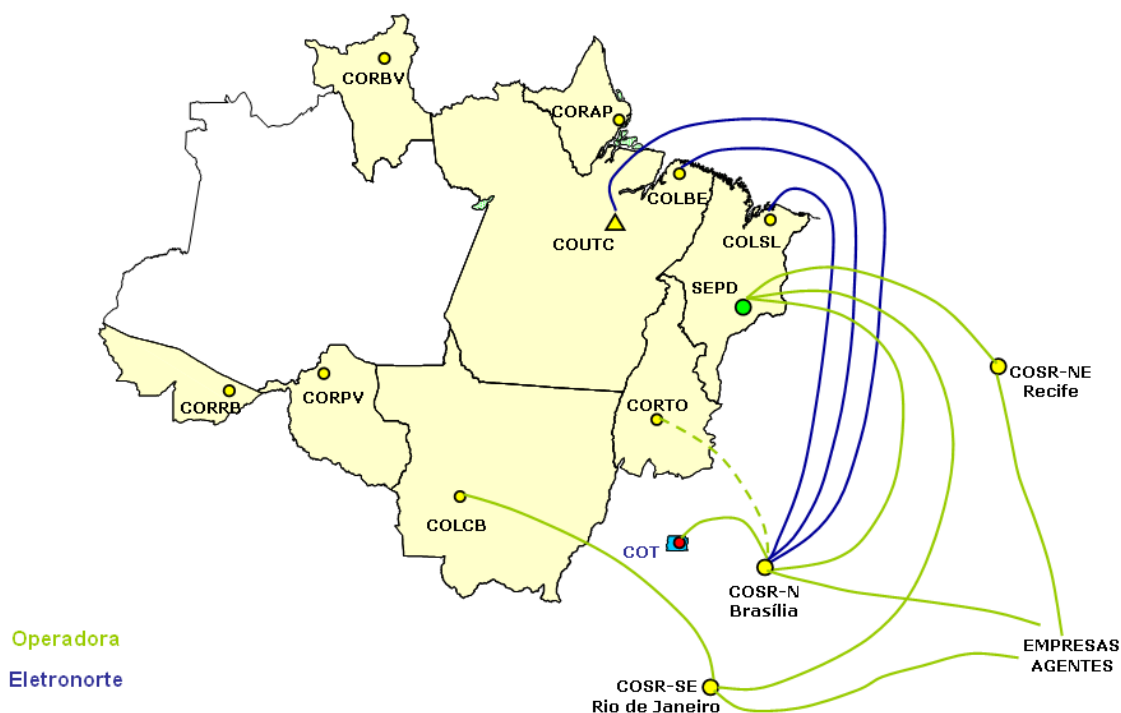 CORBV
CORAP
COLBE
COUTC
COLSL
SEPD
COSR-NE
Recife
CORRB
CORPV
CORTO
COLCB
COT
COSR-N
Brasília
Operadora
EMPRESAS
AGENTES
Eletronorte
COSR-SE
Rio de Janeiro